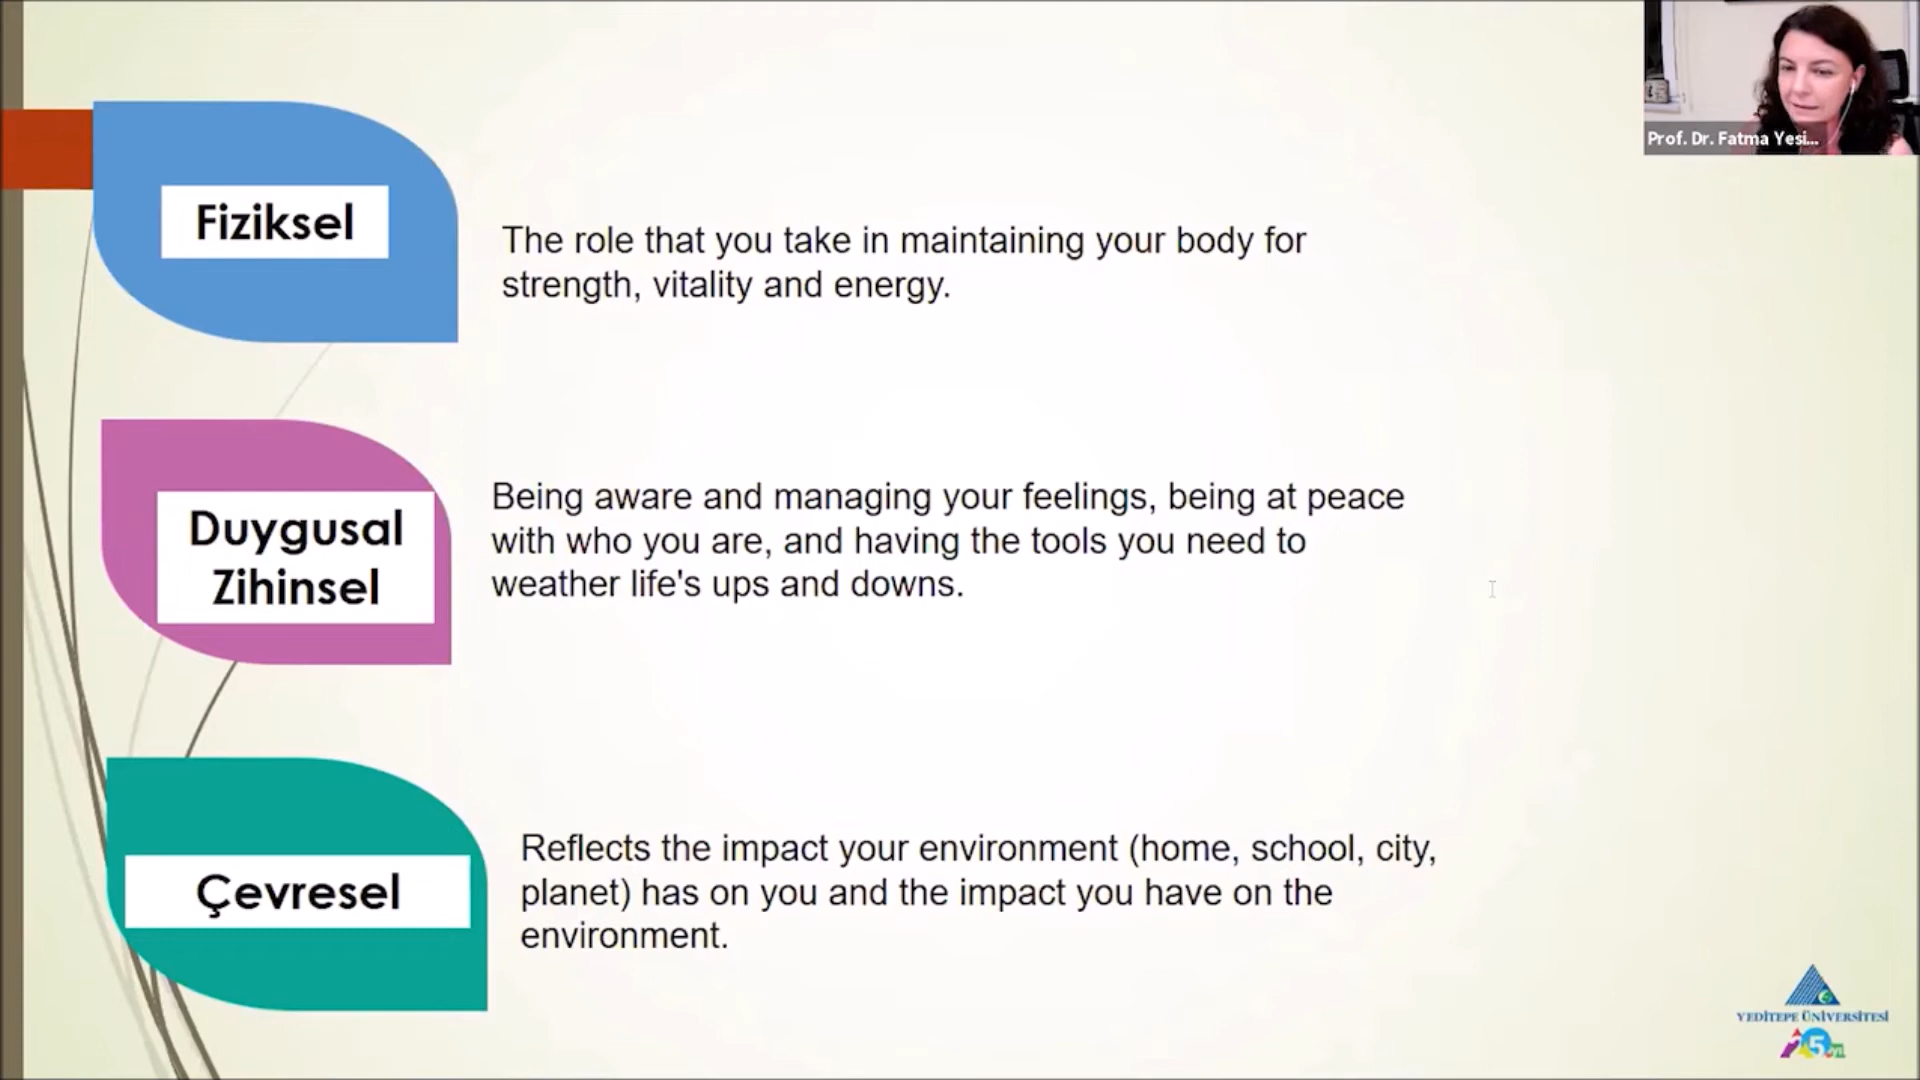 Prof. Dr. Fatma Yesi...
Fiziksel
The role that you take in maintaining your body for
strength, vitality and energy.
Duygusal
Zihinsel
Being aware and managing your feelings, being at peace
with who you are, and having the tools you need to
weather life's ups and downs.
Çevresel
Reflects the impact your environment (home, school, city,
planet) has on you and the impact you have on the
environment.
YEDİTEPE ÜNİVERSİTESİ